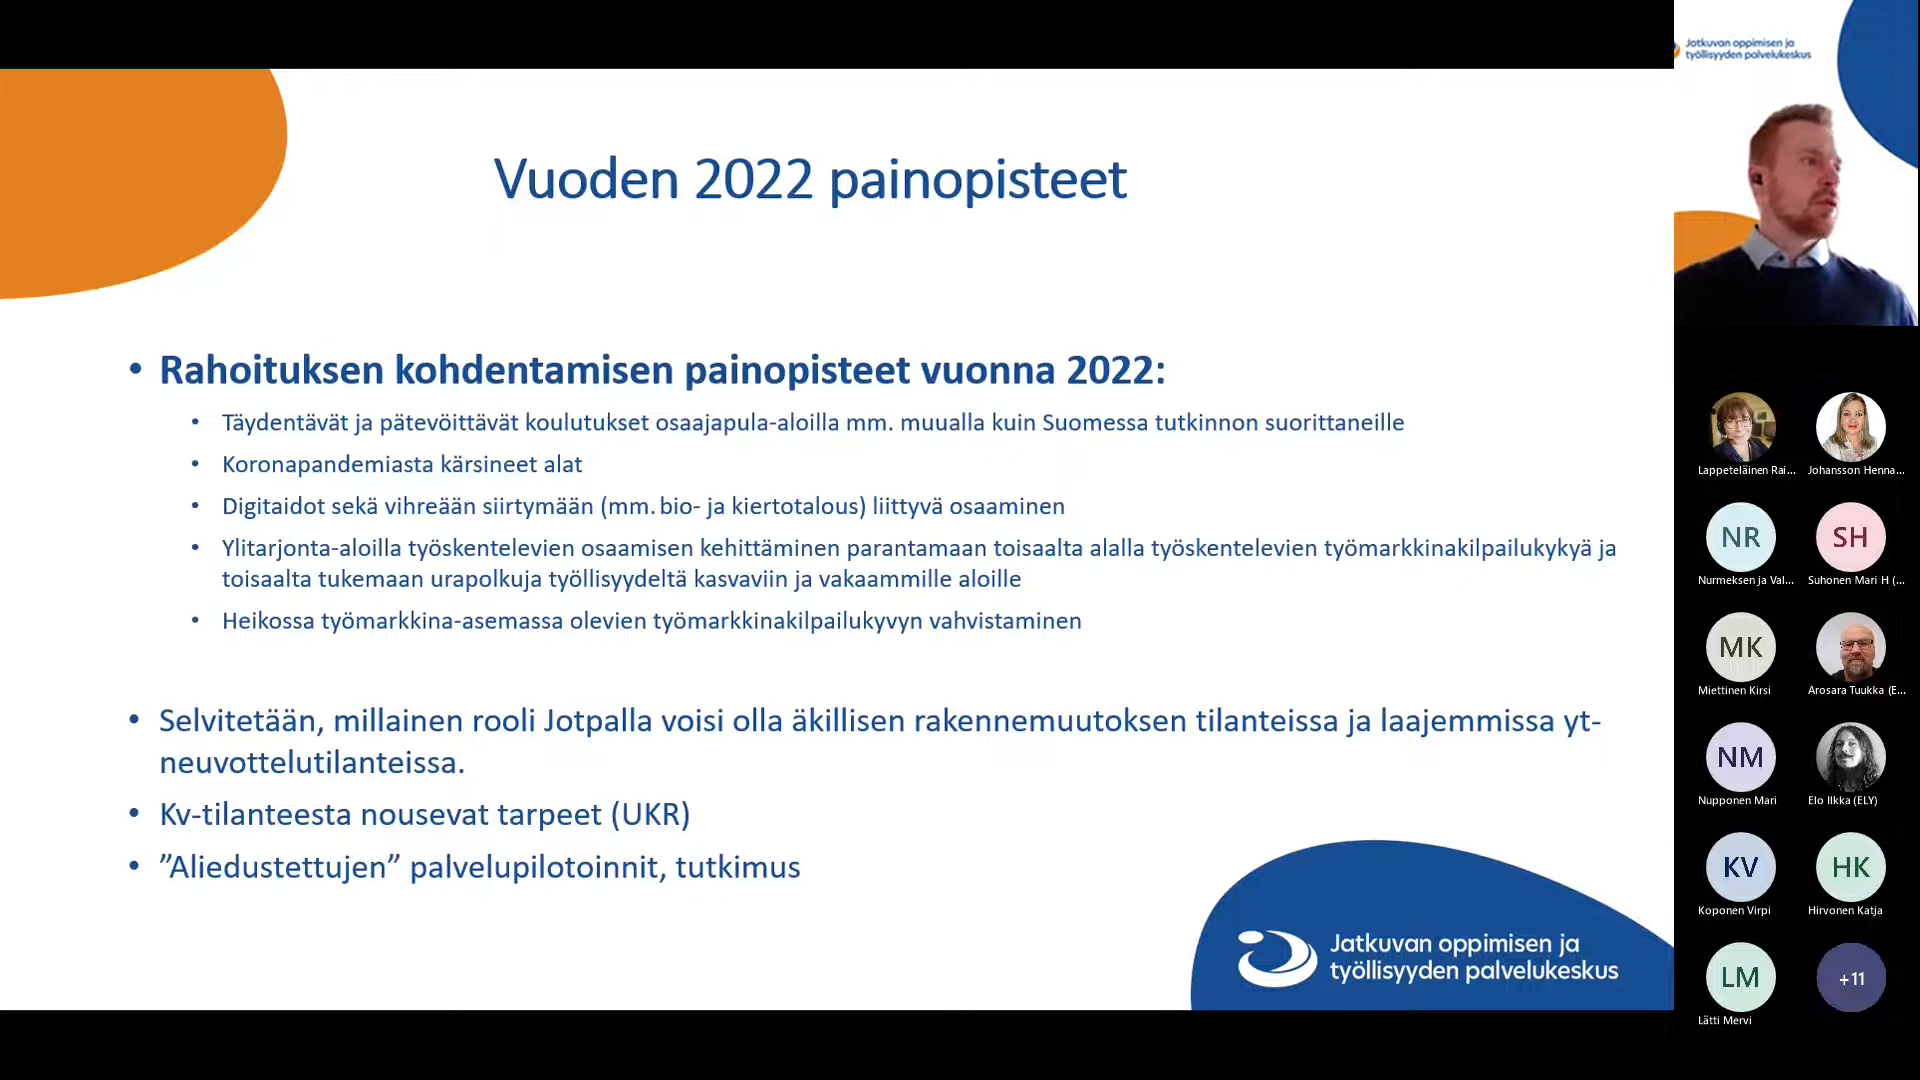 Vuoden 2022 painopisteet
• Rahoituksen kohdentamisen painopisteet vuonna 2022:
• Täydentävät ja pätevöittävät koulutukset osaajapula-aloilla mm. muualla kuin Suomessa tutkinnon suorittaneille
• Koronapandemiasta kärsineet alat
• Digitaidot sekä vihreään siirtymään (mm. bio- ja kiertotalous) liittyvä osaaminen
• Ylitarjonta-aloilla työskentelevien osaamisen kehittäminen parantamaan toisaalta alalla työskentelevien työmarkkinakilpailukykyä ja
toisaalta tukemaan urapolkuja työllisyydeltä kasvaviin ja vakaammille aloille
• Heikossa työmarkkina-asemassa olevien työmarkkinakilpailukyvyn vahvistaminen
• Selvitetään, millainen rooli Jotpalla voisi olla äkillisen rakennemuutoksen tilanteissa ja laajemmissa yt-
neuvottelutilanteissa.
• Kv-tilanteesta nousevat tarpeet (UKR)
• ”Aliedustettujen” palvelupilotoinnit, tutkimus
Jatkuvan oppimisen ja
työllisyyden palvelukeskus
Jatkuvan oppimisen ja
työllisyyden palvelukeskus
Lappeteläinen Rai...
Johansson Henna...
NR
SH
Nurmeksen ja Val...
Suhonen Mari H (...
MK
Miettinen Kirsi
Arosara Tuukka (E...
NM
Nupponen Mari
Elo Ilkka (ELY)
KV
HK
Koponen Virpi
Hirvonen Katja
LM
+11
Lätti Mervi